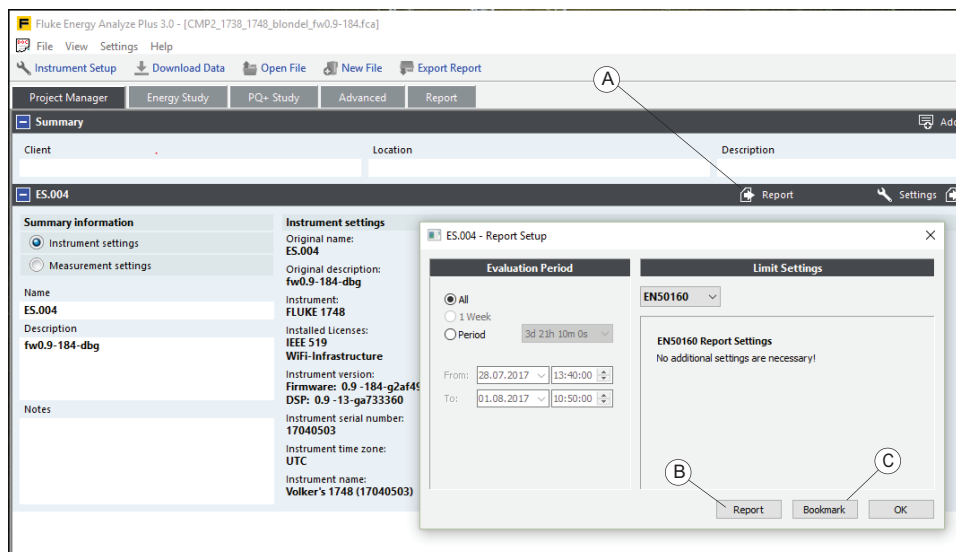 Fluke Energy Analyze Plus 3.0 - [CMP2_1738_1748_blondel_fw0.9-184.fca]
File View Settings Help
Instrument Setup Download Data Open File New File Export Report
A
Project Manager Energy Study PQ+ Study Advanced Report
Summary Add
Client Location Description
ES.004 Report Settings
Summary information
Instrument settings
Measurement settings
Name
ES.004
Description
fw0.9-184-dbg
Notes
Instrument settings
Original name:
ES.004
Original description:
fw0.9-184-dbg
Instrument:
FLUKE 1748
Installed Licenses:
IEEE 519
WiFi-Infrastructure
Instrument version:
Firmware: 0.9 -184-g2af49
DSP: 0.9 -13-ga733360
Instrument serial number:
17040503
Instrument time zone:
UTC
Instrument name:
Volker's 1748 (17040503)
ES.004 - Report Setup
Evaluation Period
All
1 Week
Period 3d 21h 10m 0s
From: 28.07.2017 13:40:00
To: 01.08.2017 10:50:00
Limit Settings
EN50160
EN50160 Report Settings
No additional settings are necessary!
B C
Report Bookmark OK